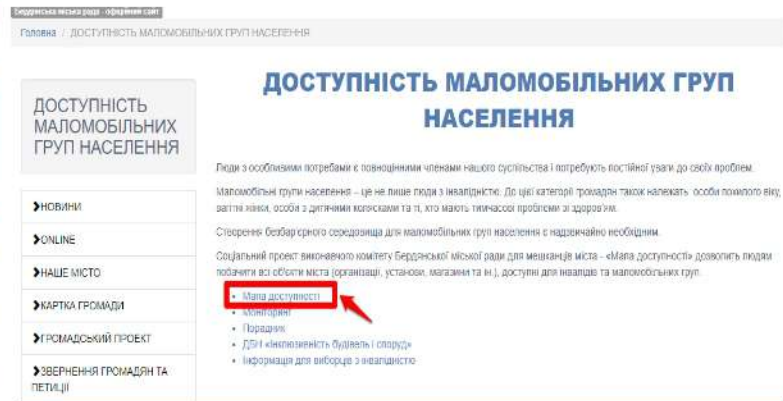 Бердянська міська рада - офіційний сайт
Головна / ДОСТУПНІСТЬ МАЛОМОБІЛЬНИХ ГРУП НАСЕЛЕННЯ
ДОСТУПНІСТЬ
МАЛОМОБІЛЬНИХ
ГРУП НАСЕЛЕННЯ
НОВИНИ
ONLINE
НАШЕ МІСТО
КАРТКА ГРОМАДИ
ГРОМАДСЬКИЙ ПРОЕКТ
ЗВЕРНЕННЯ ГРОМАДЯН ТА
ПЕТИЦІЇ
ДОСТУПНІСТЬ МАЛОМОБІЛЬНИХ ГРУП
НАСЕЛЕННЯ
Люди з особливими потребами є повноцінними членами нашого суспільства і потребують постійної уваги до своїх проблем.
Маломобільні групи населення – це не лише люди з інвалідністю. До цієї категорії громадян також належать особи похилого віку,
вагітні жінки, особи з дитячими колясками та ті, хто мають тимчасові проблеми зі здоров'ям.
Створення безбар'єрного середовища для маломобільних груп населення є надзвичайно необхідним.
Соціальний проект виконавчого комітету Бердянської міської ради для мешканців міста - «Мапа доступності» дозволить людям
побачити всі об'єкти міста (організації, установи, магазини та ін.), доступні для інвалідів та маломобільних груп.
Мапа доступності
Моніторинг
Порадник
ДБН «Інклюзивність будівель і споруд»
Інформація для виборців з інвалідністю